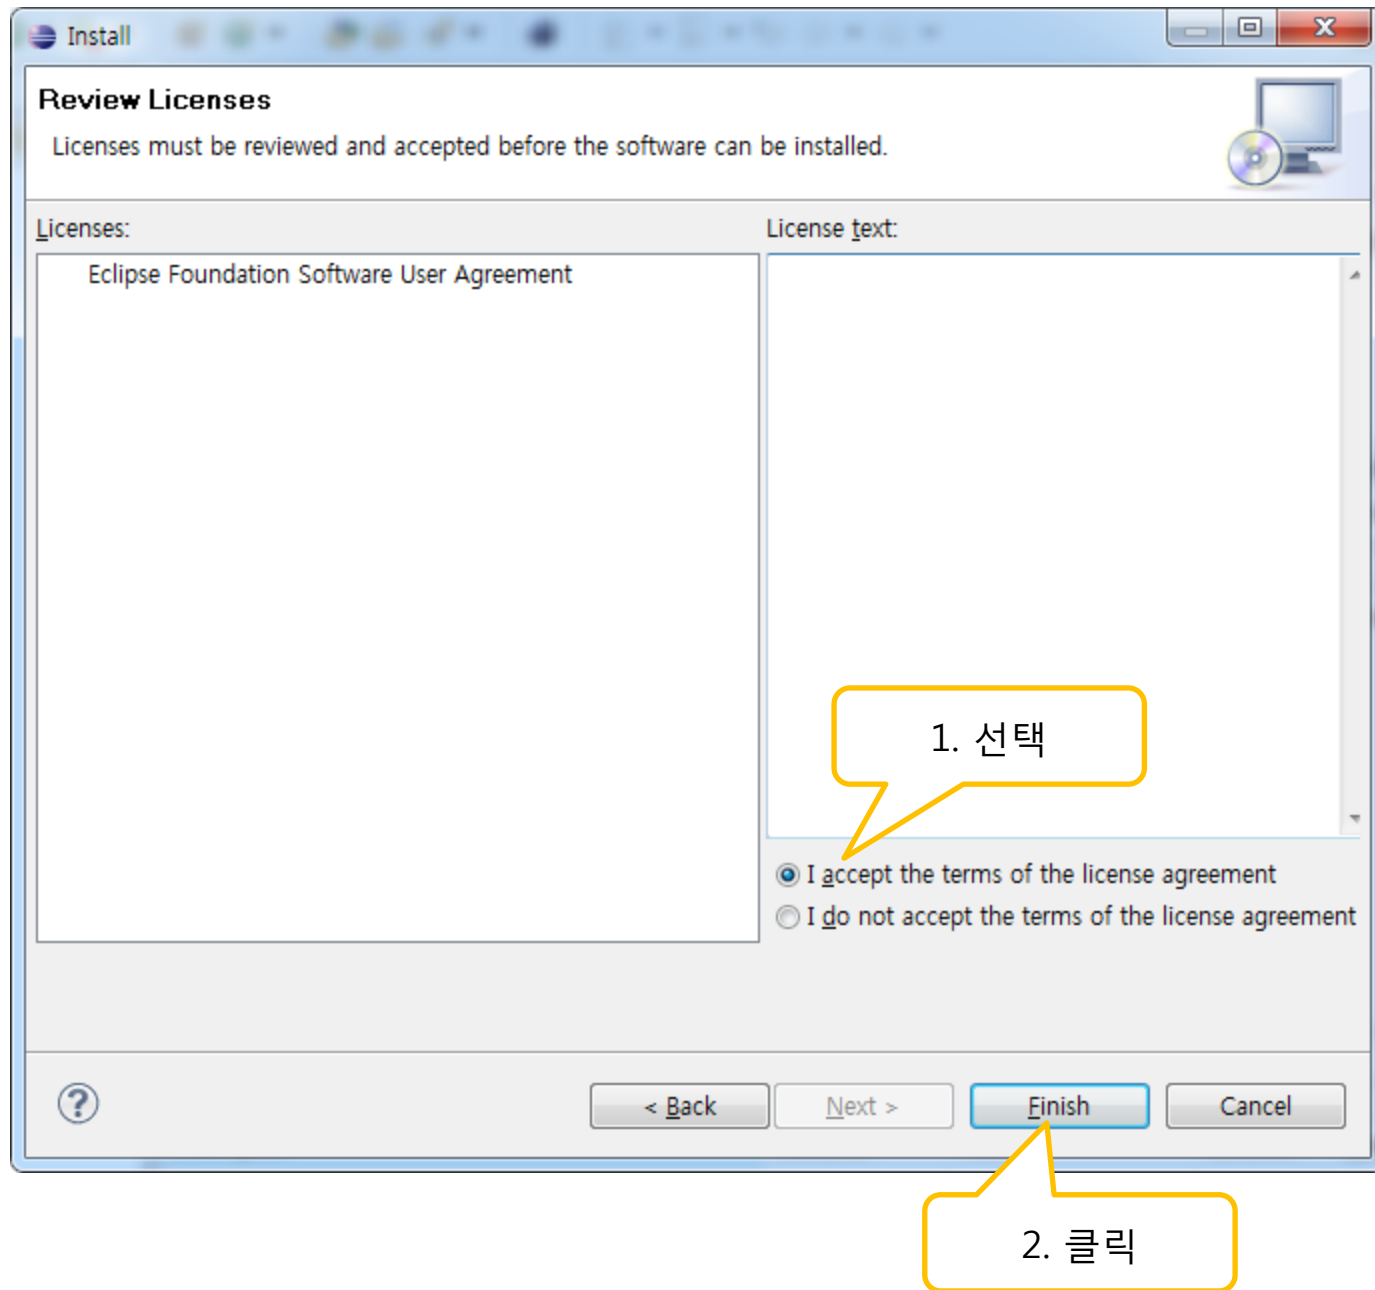 Install
Review Licenses
Licenses must be reviewed and accepted before the software can be installed.
Licenses:
License text:
Eclipse Foundation Software User Agreement
1. 선택
I accept the terms of the license agreement
I do not accept the terms of the license agreement
< Back
Next >
Finish
Cancel
2. 클릭